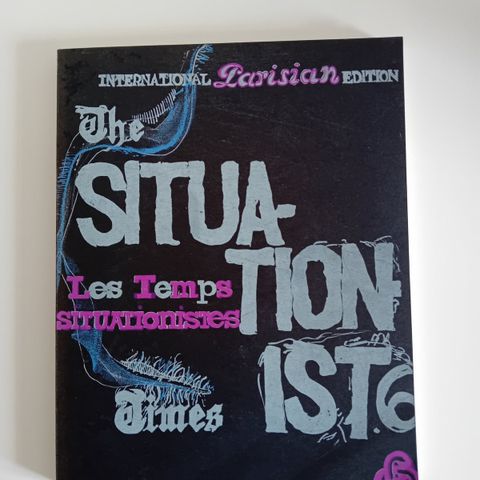 INTERNATIONAL Parisian EDITION
The
SITUA-
Les Temps
TION-
SITUATIONISTES
IST.6
Times